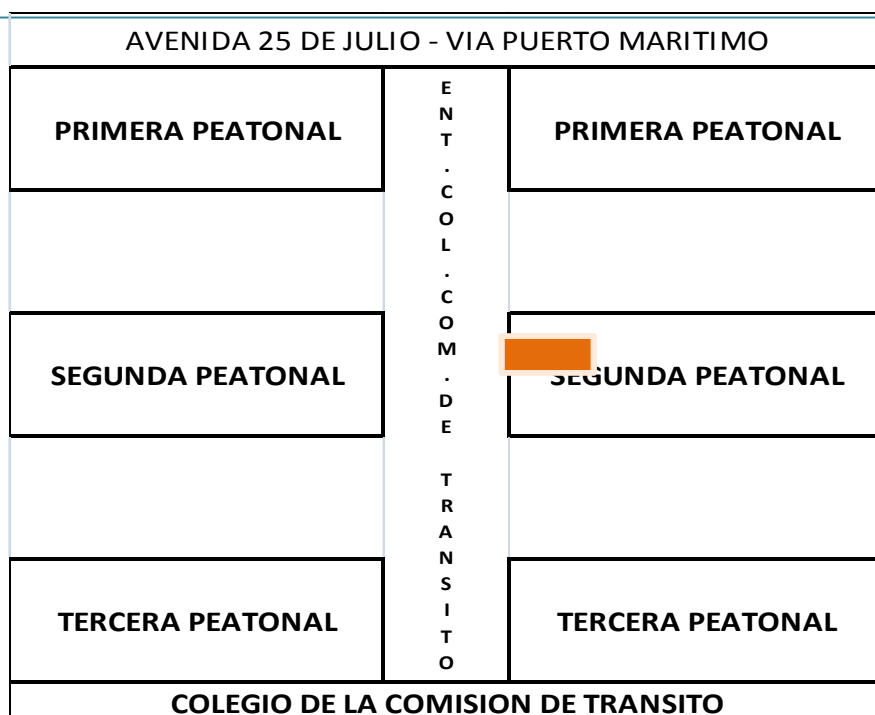 AVENIDA 25 DE JULIO - VIA PUERTO MARITIMO
PRIMERA PEATONAL
PRIMERA PEATONAL
ENT.COL.COM.DE TRANSITO
SEGUNDA PEATONAL
SEGUNDA PEATONAL
TERCERA PEATONAL
TERCERA PEATONAL
COLEGIO DE LA COMISION DE TRANSITO